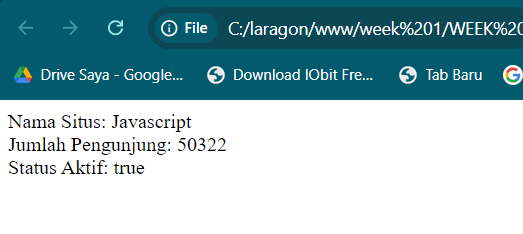 File
C:/laragon/www/week%201/WEEK%20
Drive Saya - Google...
Download IObit Fre...
Tab Baru
Nama Situs: Javascript
Jumlah Pengunjung: 50322
Status Aktif: true